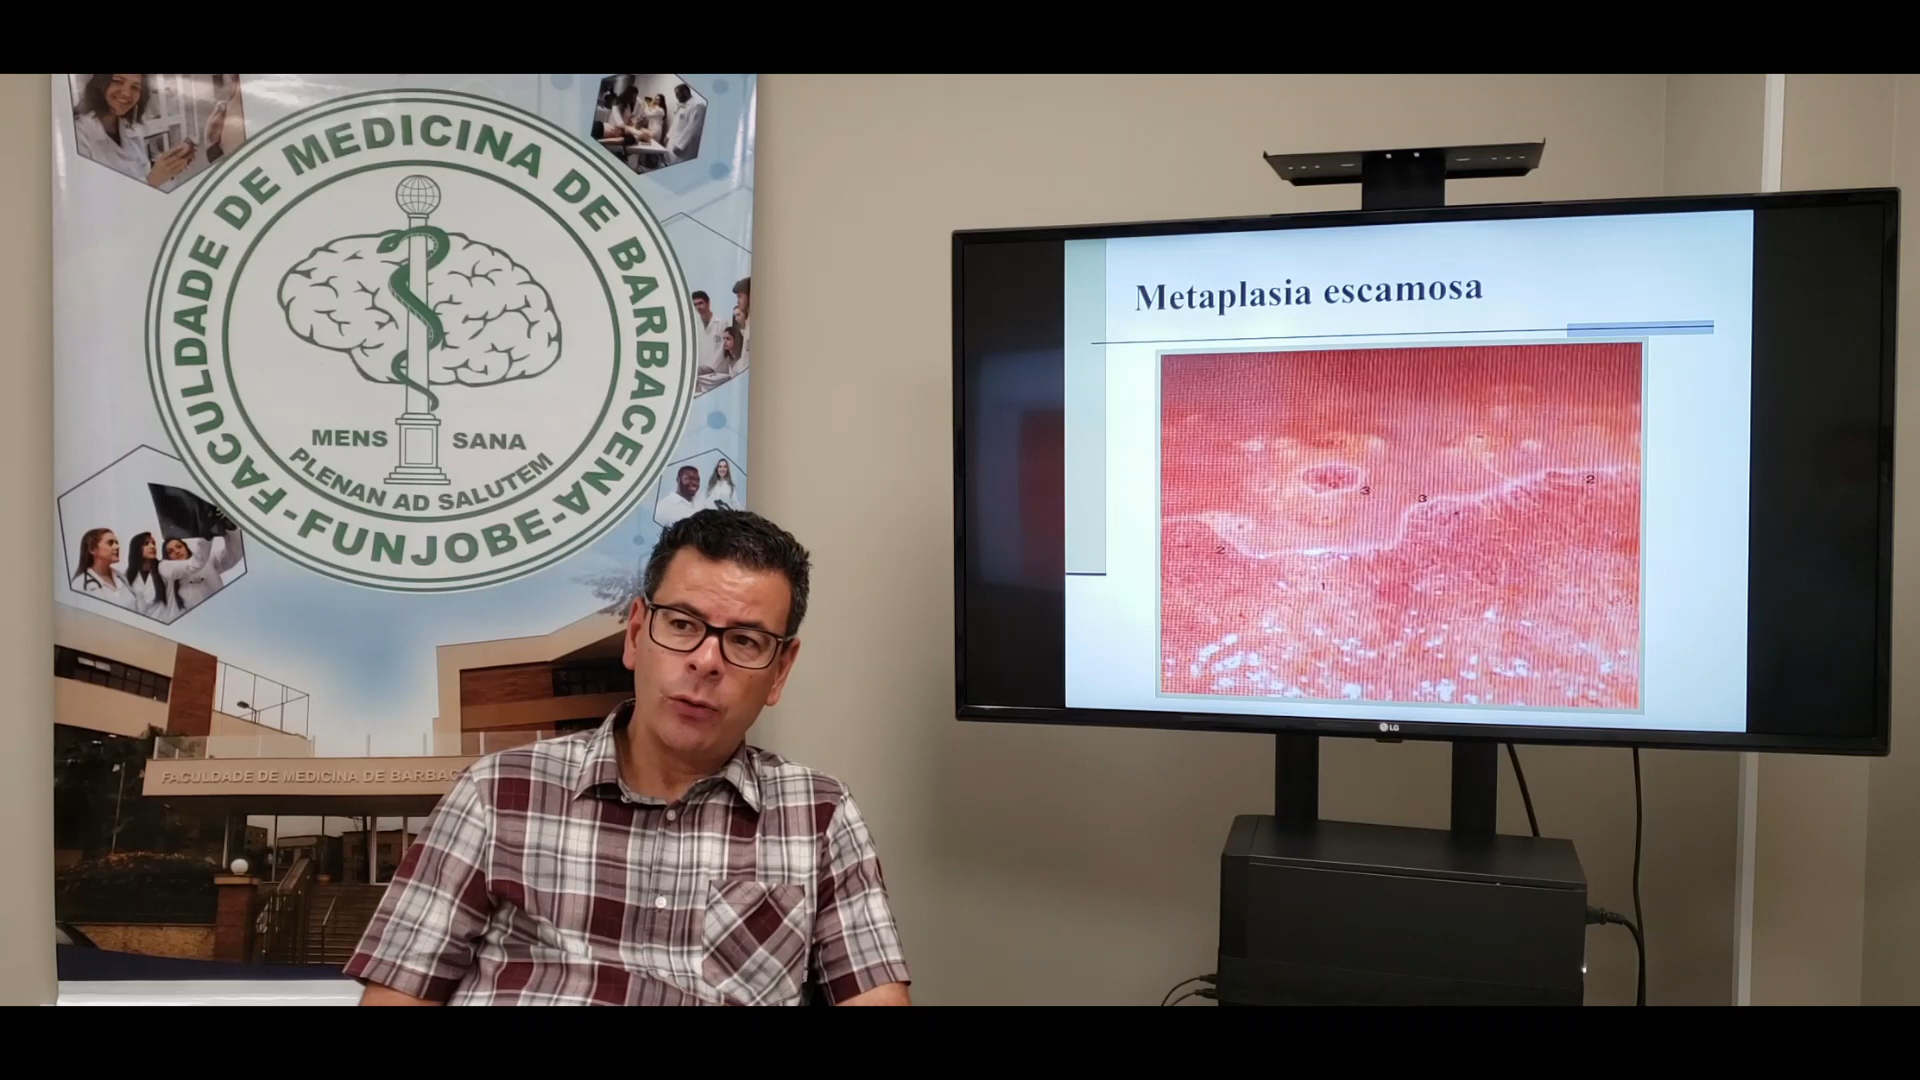 FACULDADE DE MEDICINA DE BARBACENA
-FUNJOBE-
MENS SANA
PLENAN AD SALUTEM
FACULDADE DE MEDICINA DE BARBAC
Metaplasia escamosa
3
3
2
2
1
LG